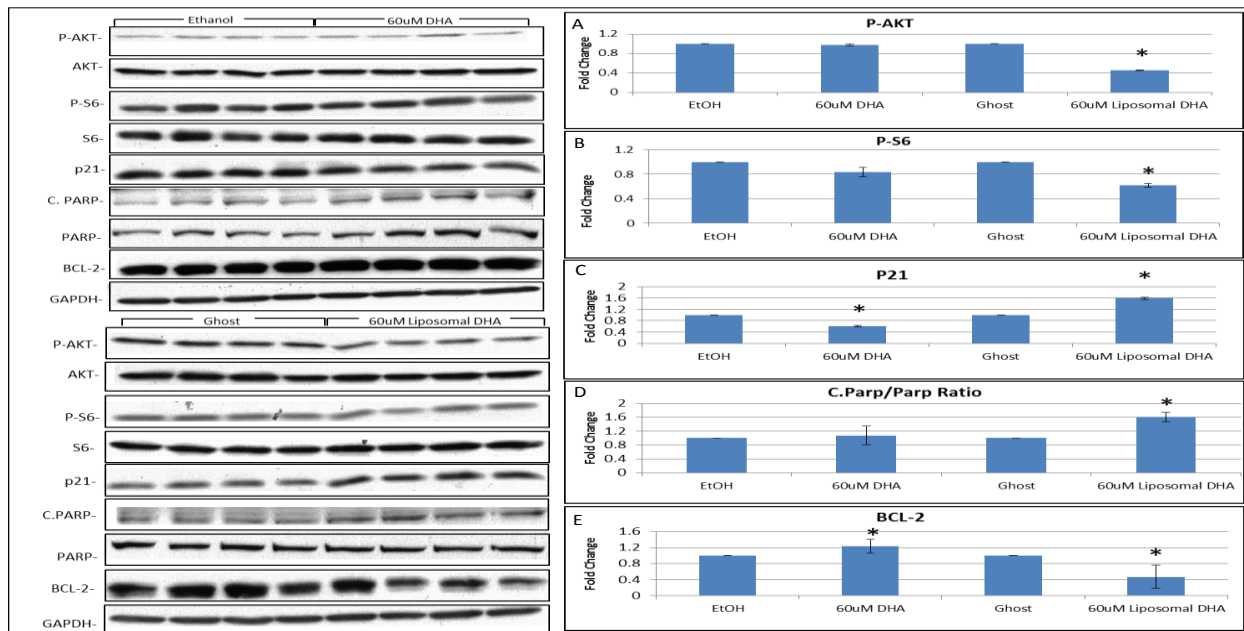 Ethanol 60uM DHA
P-AKT-
AKT-
P-S6-
S6-
p21-
C. PARP-
PARP-
BCL-2-
GAPDH-
Ghost 60uM Liposomal DHA
P-AKT-
AKT-
P-S6-
S6-
p21-
C.PARP-
PARP-
BCL-2-
GAPDH-
A
P-AKT
Fold Change
1.2
0.8
0.4
0
*
EtOH 60uM DHA Ghost 60uM Liposomal DHA
B
P-S6
Fold Change
1.2
0.8
0.4
0
*
EtOH 60uM DHA Ghost 60uM Liposomal DHA
C
P21
Fold Change
2
1.6
1.2
0.8
0.4
0
* *
EtOH 60uM DHA Ghost 60uM Liposomal DHA
D
C.Parp/Parp Ratio
Fold Change
2
1.6
1.2
0.8
0.4
0
*
EtOH 60uM DHA Ghost 60uM Liposomal DHA
E
BCL-2
Fold Change
1.6
1.2
0.8
0.4
0
* *
EtOH 60uM DHA Ghost 60uM Liposomal DHA